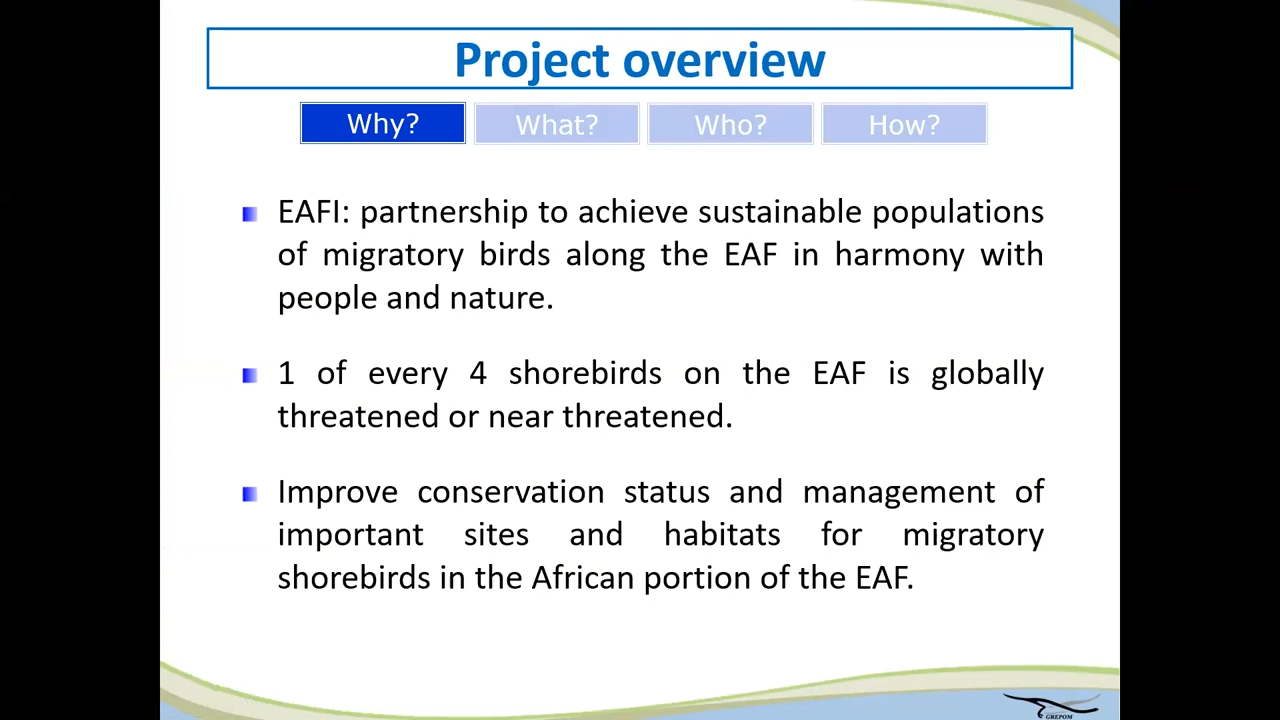 Project overview
Why? What? Who? How?
EAFI: partnership to achieve sustainable populations
of migratory birds along the EAF in harmony with
people and nature.
1 of every 4 shorebirds on the EAF is globally
threatened or near threatened.
Improve conservation status and management of
important sites and habitats for migratory
shorebirds in the African portion of the EAF.
GREPOM